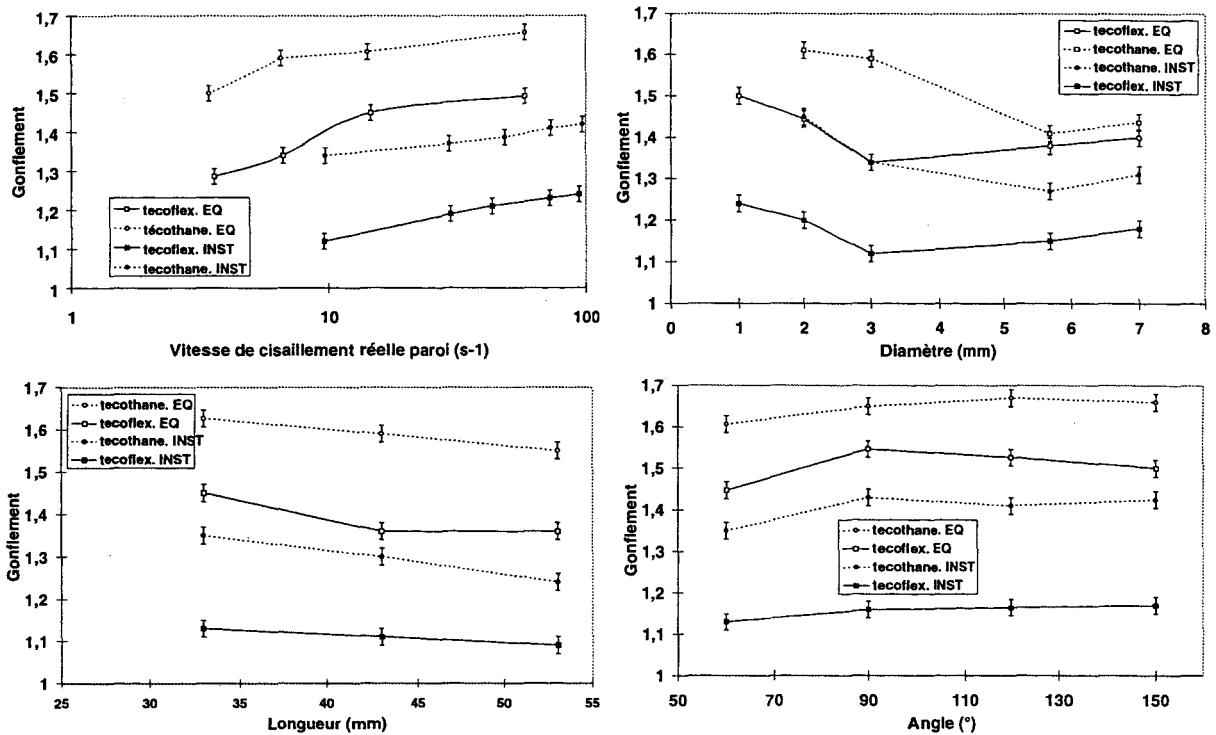 1,7
1,6
1,5
1,4
1,3
1,2
1,1
1
Gonflement
tecoflex. EQ
técothane. EQ
tecoflex. INST
tecothane. INST
1
10
100
Vitesse de cisaillement réelle paroi (s-1)
1,7
1,6
1,5
1,4
1,3
1,2
1,1
1
Gonflement
tecoflex. EQ
tecothane. EQ
tecothane. INST
tecoflex. INST
0
1
2
3
4
5
6
7
8
Diamètre (mm)
1,7
1,6
1,5
1,4
1,3
1,2
1,1
1
Gonflement
tecothane. EQ
tecoflex. EQ
tecothane. INST
tecoflex. INST
25
30
35
40
45
50
55
Longueur (mm)
1,7
1,6
1,5
1,4
1,3
1,2
1,1
1
Gonflement
tecothane. EQ
tecoflex. EQ
tecothane. INST
tecoflex. INST
50
70
90
110
130
150
Angle (°)